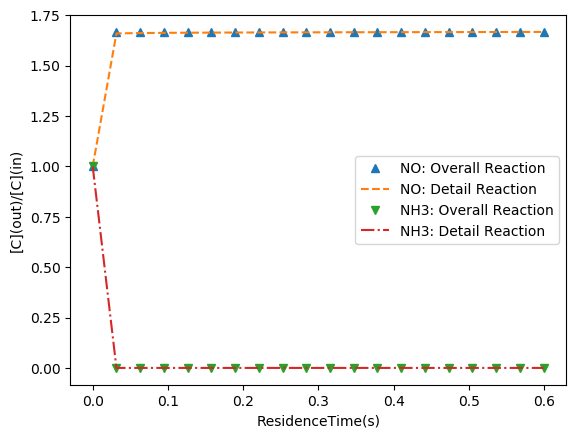 1.75
1.50
1.25
1.00
0.75
0.50
0.25
0.00
[C](out)/[C](in)
NO: Overall Reaction
NO: Detail Reaction
NH3: Overall Reaction
NH3: Detail Reaction
0.0 0.1 0.2 0.3 0.4 0.5 0.6
ResidenceTime(s)